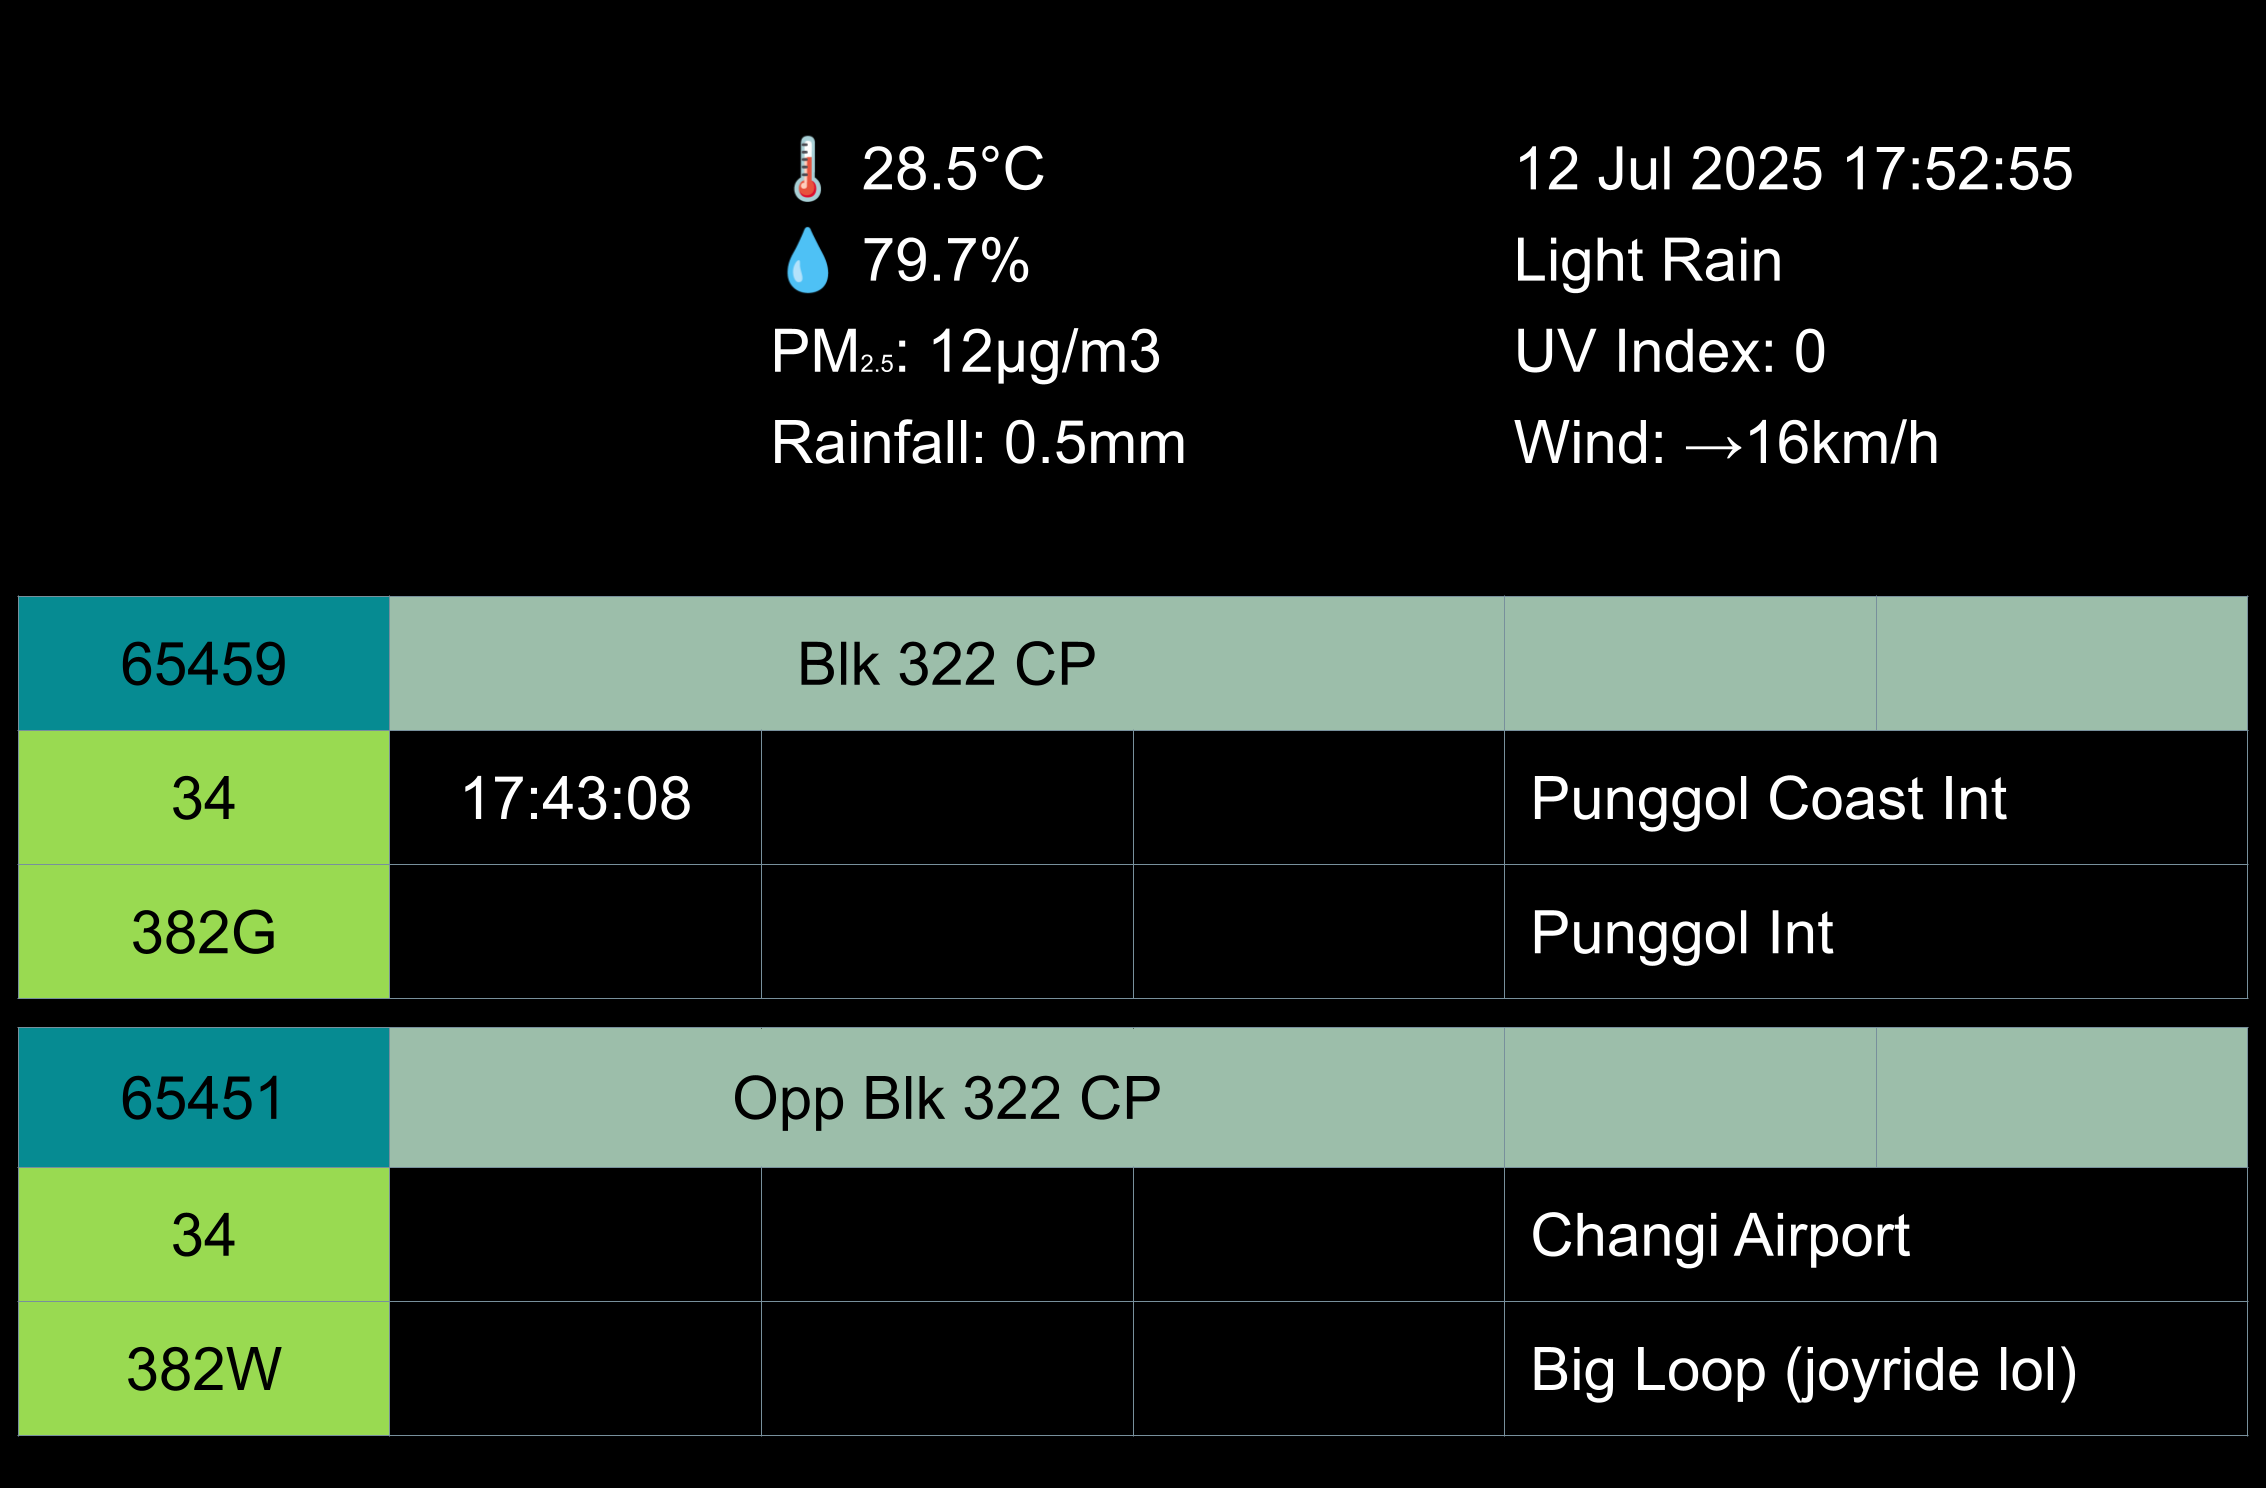 🌡️ 28.5°C
12 Jul 2025 17:52:55
💧 79.7%
Light Rain
PM2.5: 12µg/m3
UV Index: 0
Rainfall: 0.5mm
Wind: →16km/h
65459 Blk 322 CP
34 17:43:08 Punggol Coast Int
382G Punggol Int
65451 Opp Blk 322 CP
34 Changi Airport
382W Big Loop (joyride lol)